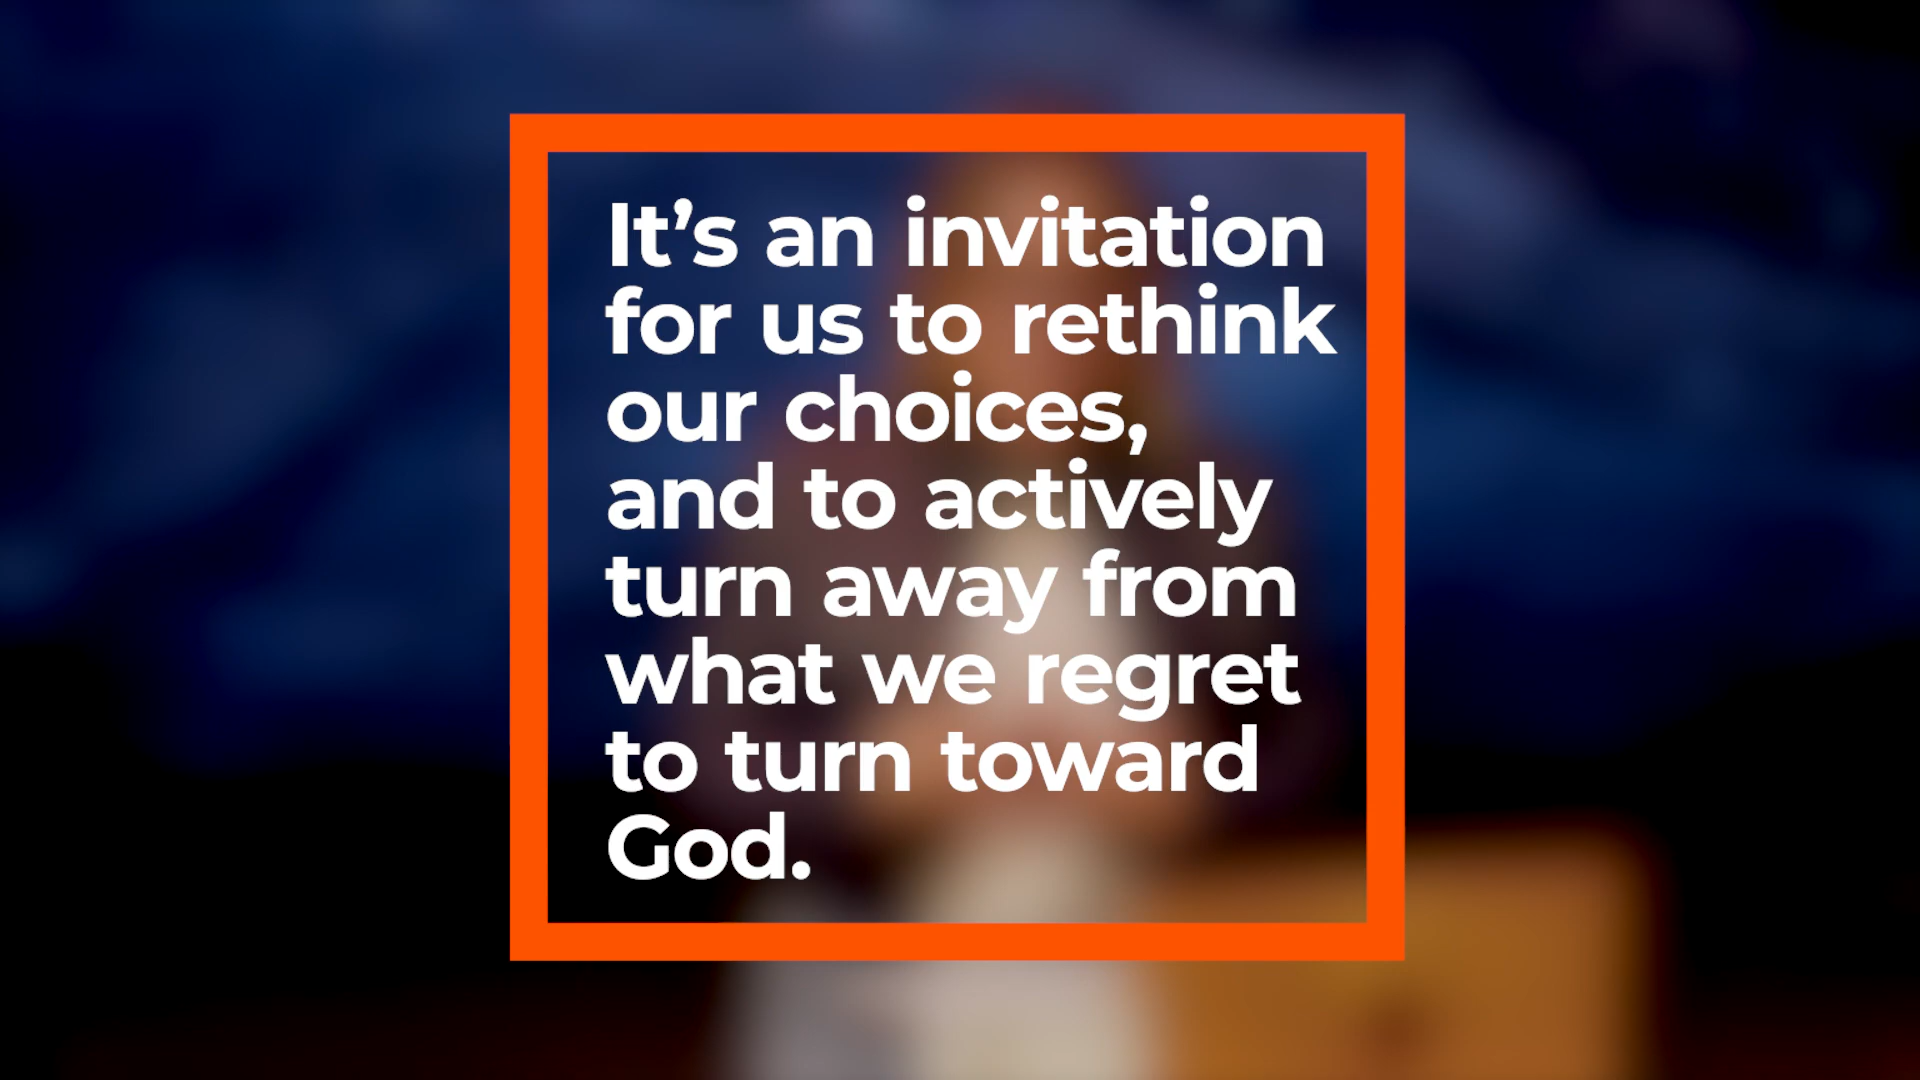 It’s an invitation
for us to rethink
our choices,
and to actively
turn away from
what we regret
to turn toward
God.